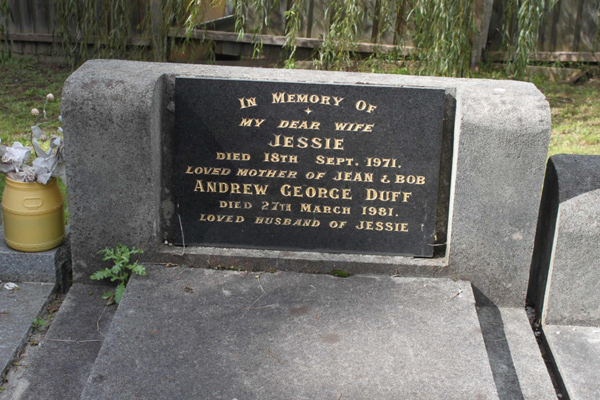 In Memory Of
My dear wife
Jessie
Died 18th Sept. 1971.
Loved mother of Jean & Bob
Andrew George Duff
Died 27th March 1981.
Loved husband of Jessie